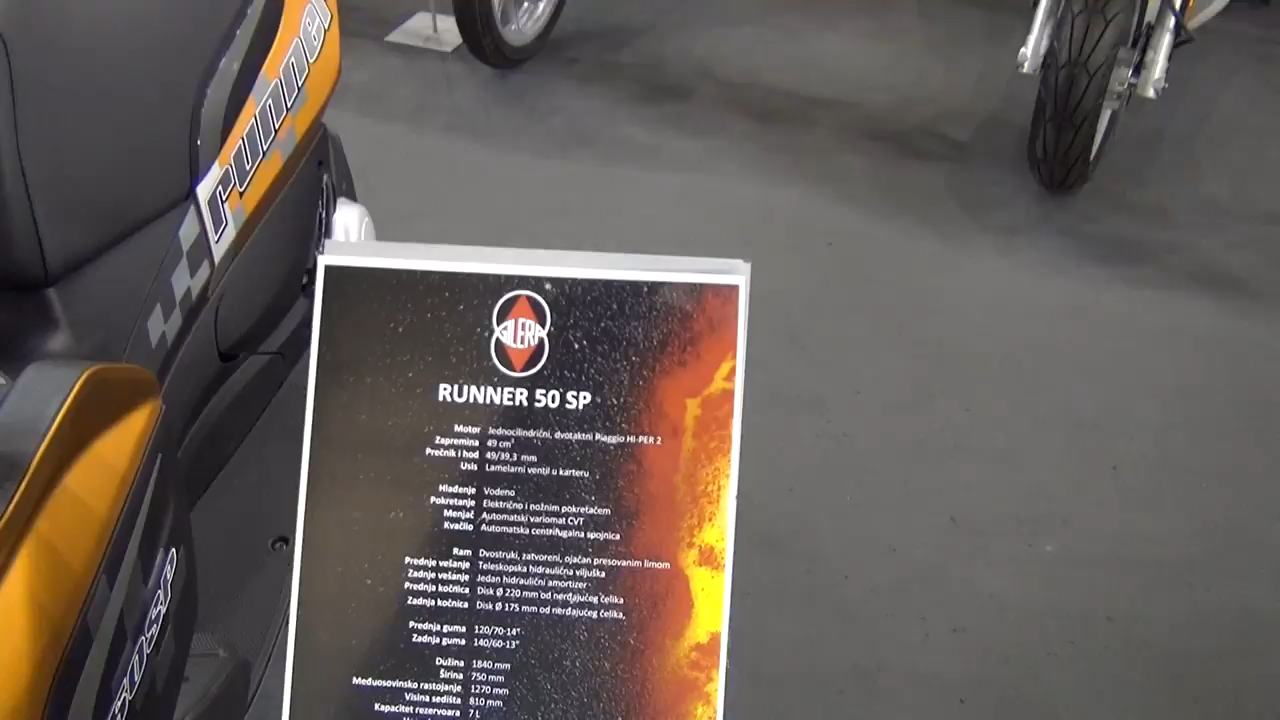 runner
50SP
GILERA
RUNNER 50 SP
Motor Jednocilindrični, dvotaktni Piaggio HI-PER 2
Zapremina 49 cm³
Prečnik i hod 49/39,3 mm
Usis Lamelarni ventil u karteru
Hlađenje Vodeno
Pokretanje Električno i nožnim pokretačem
Menjač Automatski variomat CVT
Kvačilo Automatska centrifugalna spojnica
Ram Dvostruki, zatvoreni, ojačan presovanim limom
Prednje vešanje Teleskopska hidraulična viljuška
Zadnje vešanje Jedan hidraulični amortizer
Prednja kočnica Disk Ø 220 mm od nerđajućeg čelika
Zadnja kočnica Disk Ø 175 mm od nerđajućeg čelika,
Prednja guma 120/70-14"
Zadnja guma 140/60-13"
Dužina 1840 mm
Širina 750 mm
Međuosovinsko rastojanje 1270 mm
Visina sedišta 810 mm
Kapacitet rezervoara 7 L